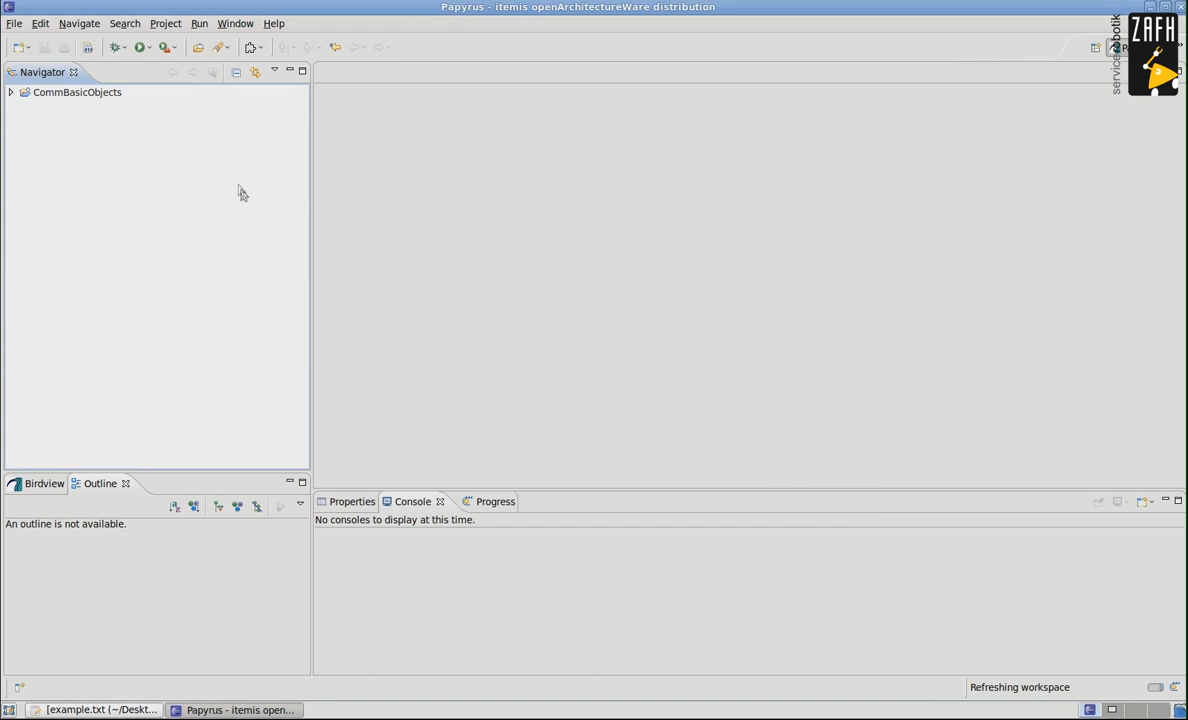 Papyrus - itemis openArchitectureWare distribution
File Edit Navigate Search Project Run Window Help
servicerobotik
ZAFH
Navigator
CommBasicObjects
Birdview Outline
An outline is not available.
Properties Console Progress
No consoles to display at this time.
Refreshing workspace
[example.txt (~/Deskt... Papyrus - itemis open...